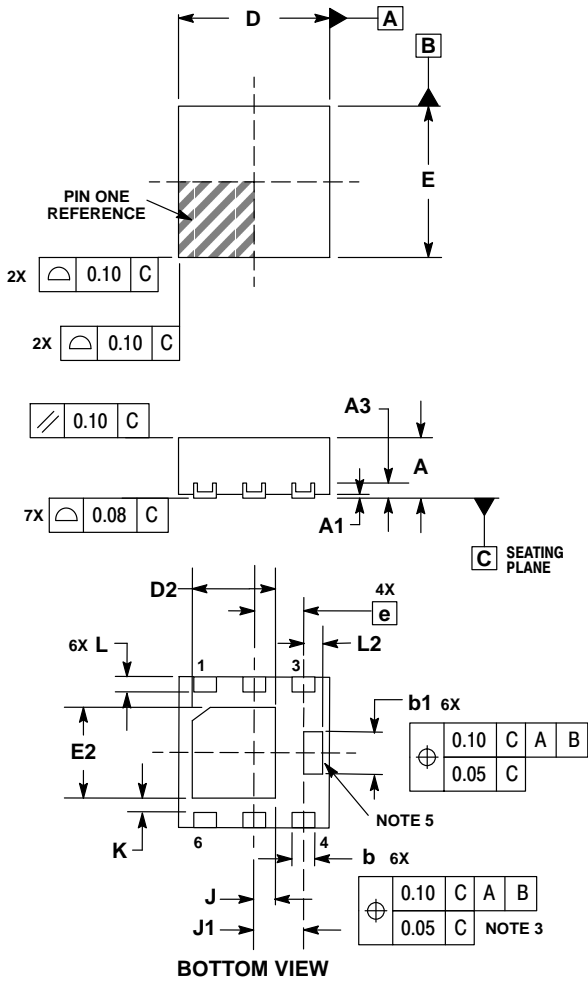 D
A
B
E
PIN ONE
REFERENCE
2X 0.10 C
2X 0.10 C
0.10 C
A3
A
7X 0.08 C
A1
C SEATING
PLANE
D2
4X
e
6X L
L2
1
3
b1 6X
0.10 C A B
0.05 C
E2
NOTE 5
K
6
4
b 6X
J
0.10 C A B
0.05 C NOTE 3
J1
BOTTOM VIEW